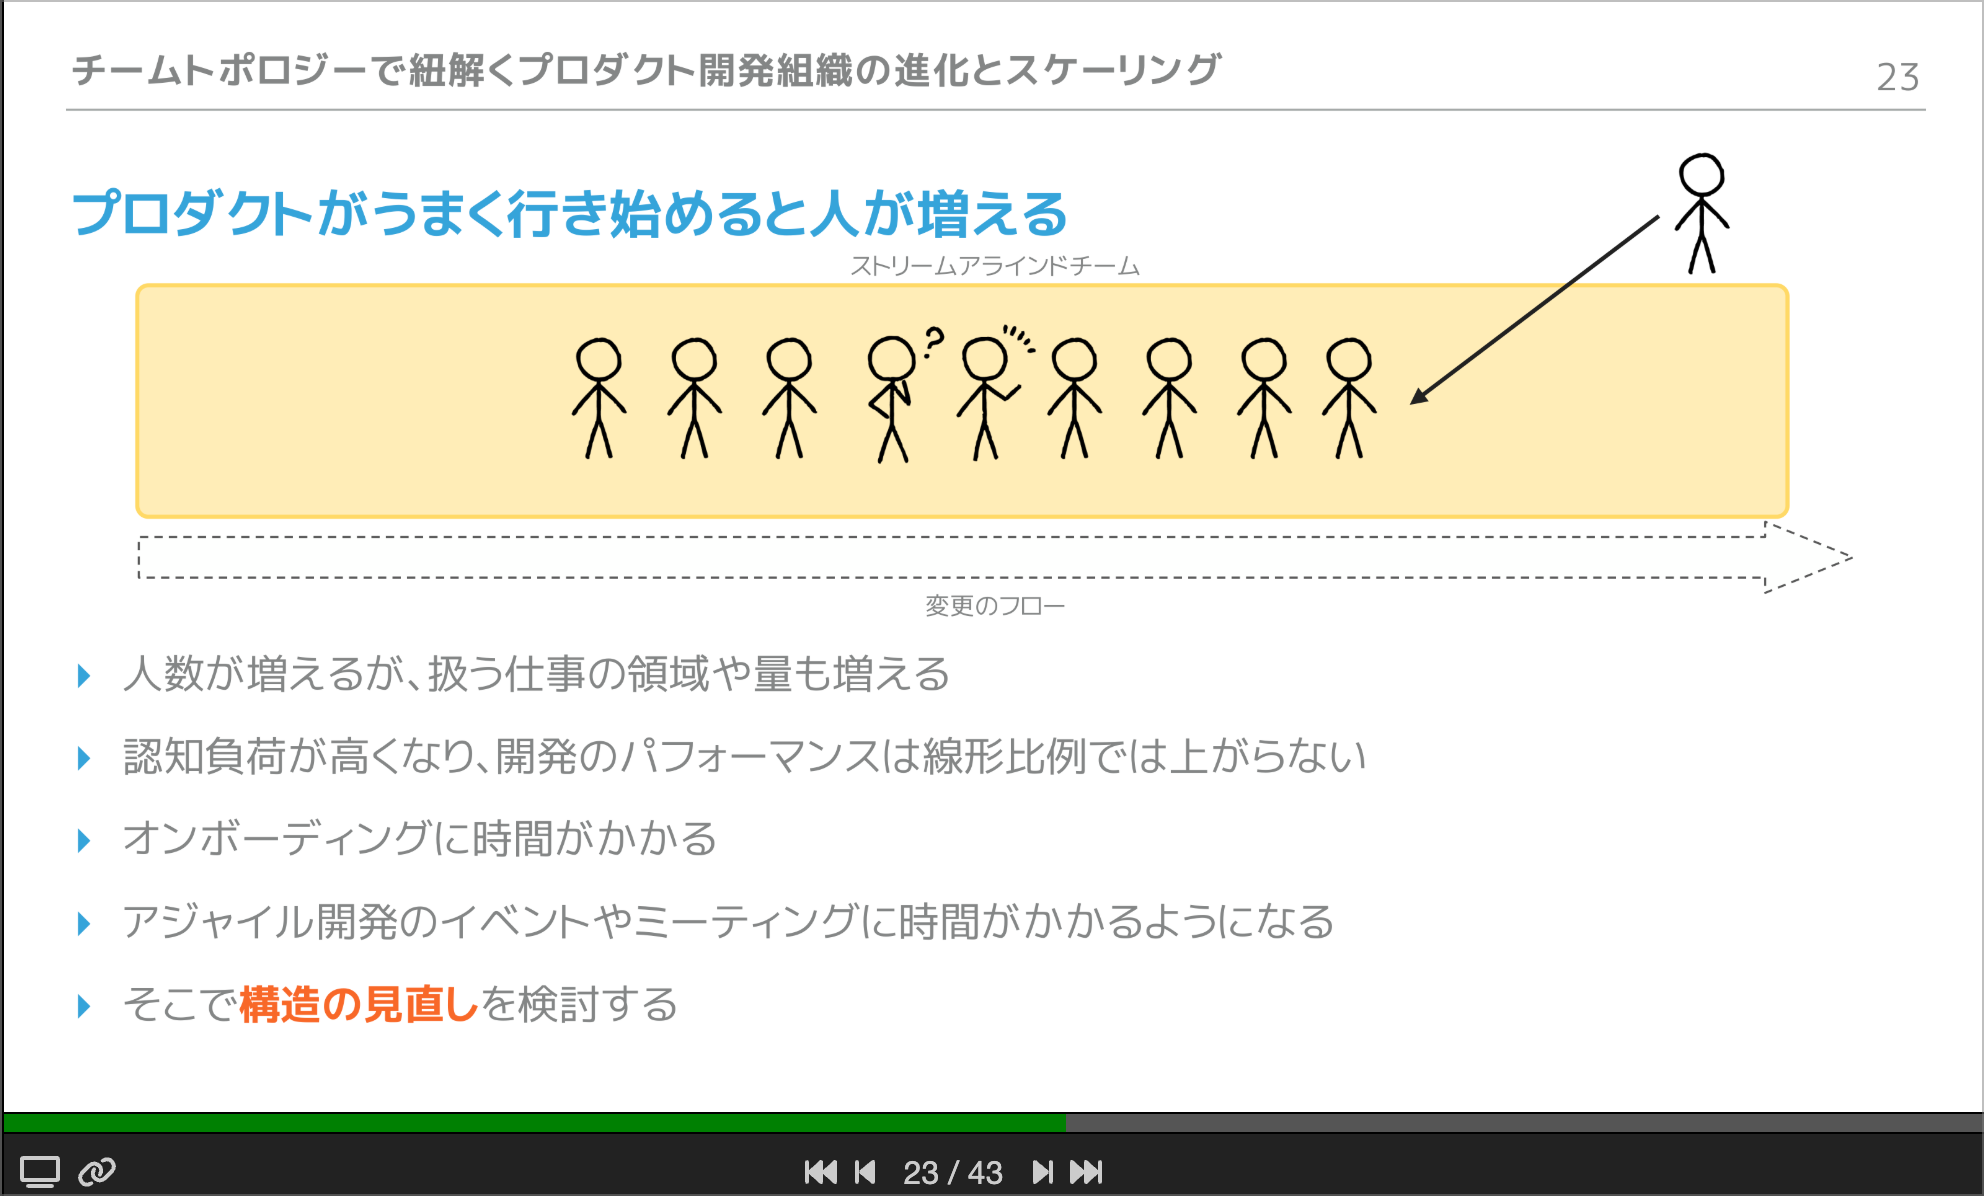 チームトポロジーで紐解くプロダクト開発組織の進化とスケーリング
23
プロダクトがうまく行き始めると人が増える
ストリームアラインドチーム
?
変更のフロー
人数が増えるが、扱う仕事の領域や量も増える
認知負荷が高くなり、開発のパフォーマンスは線形比例では上がらない
オンボーディングに時間がかかる
アジャイル開発のイベントやミーティングに時間がかかるようになる
そこで構造の見直しを検討する
23 / 43